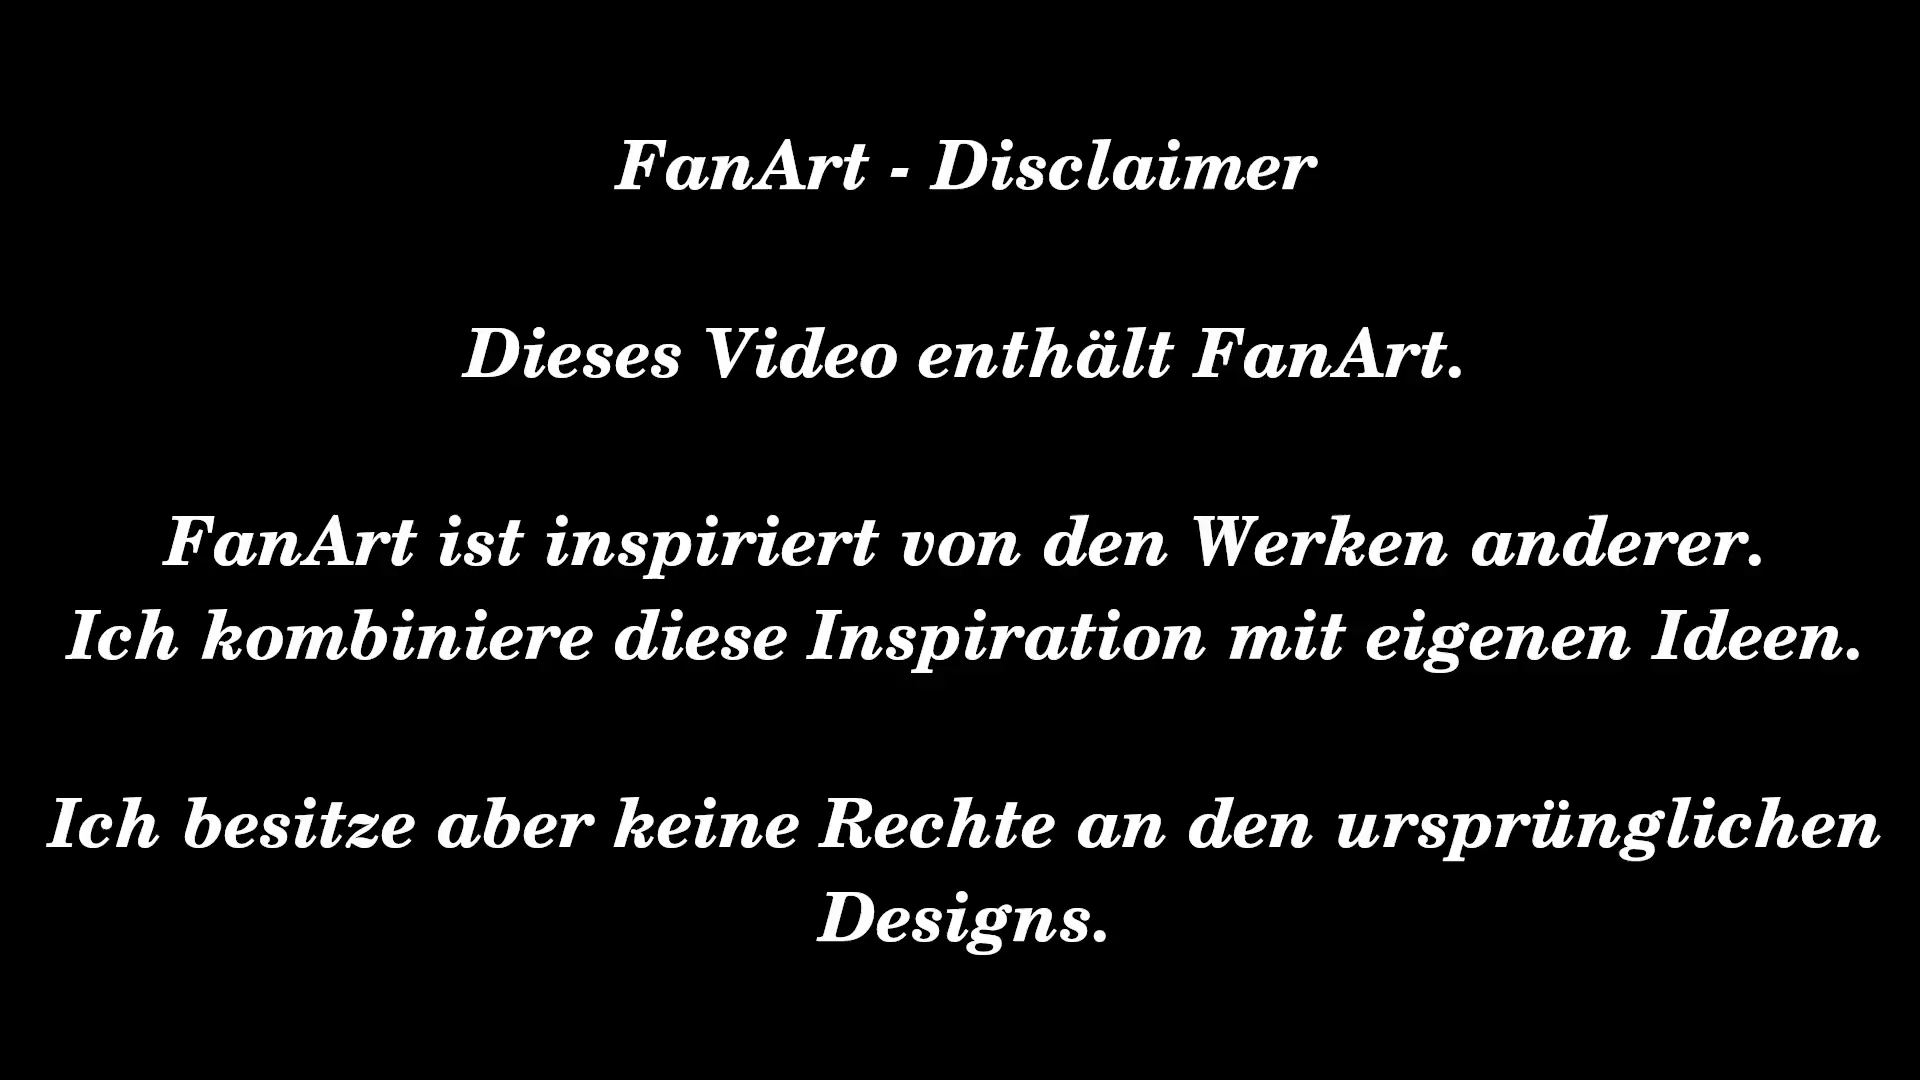 FanArt - Disclaimer
Dieses Video enthält FanArt.
FanArt ist inspiriert von den Werken anderer.
Ich kombiniere diese Inspiration mit eigenen Ideen.
Ich besitze aber keine Rechte an den ursprünglichen
Designs.